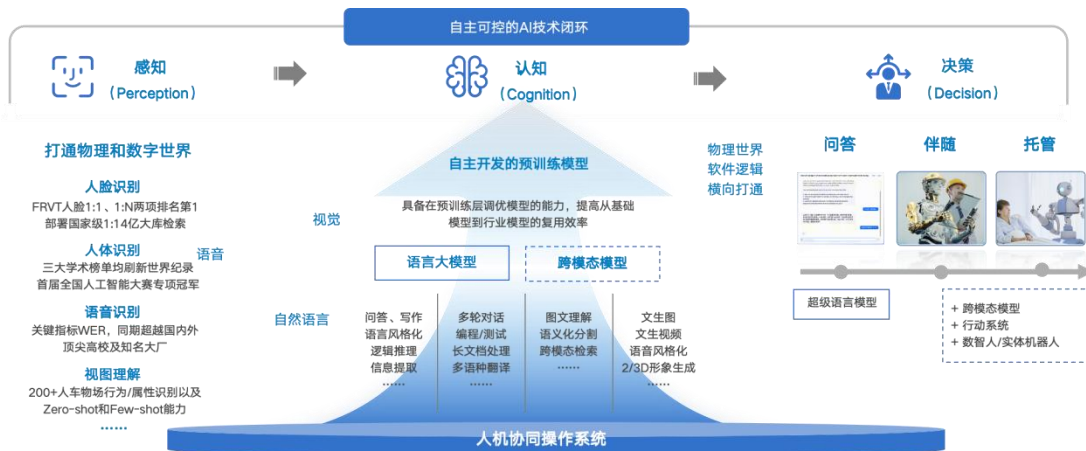 自主可控的AI技术闭环
感知
（Perception）
认知
（Cognition）
决策
（Decision）
打通物理和数字世界
人脸识别
FRVT人脸1:1、1:N两项排名第1
部署国家级1:14亿大库检索
人体识别
三大学术榜单均刷新世界纪录
首届全国人工智能大赛专项冠军
语音识别
关键指标WER，同期超越国内外
顶尖高校及知名大厂
视图理解
200+人车物场行为/属性识别以及
Zero-shot和Few-shot能力
……
视觉
语音
自然语言
自主开发的预训练模型
具备在预训练层调优模型的能力，提高从基础
模型到行业模型的复用效率
语言大模型
跨模态模型
问答、写作
语言风格化
逻辑推理
信息提取
……
多轮对话
编程/测试
长文档处理
多语种翻译
……
图文理解
语义化分割
跨模态检索
……
文生图
文生视频
语音风格化
2/3D形象生成
……
物理世界
软件逻辑
横向打通
问答
伴随
托管
超级语言模型
+ 跨模态模型
+ 行动系统
+ 数智人/实体机器人
人机协同操作系统